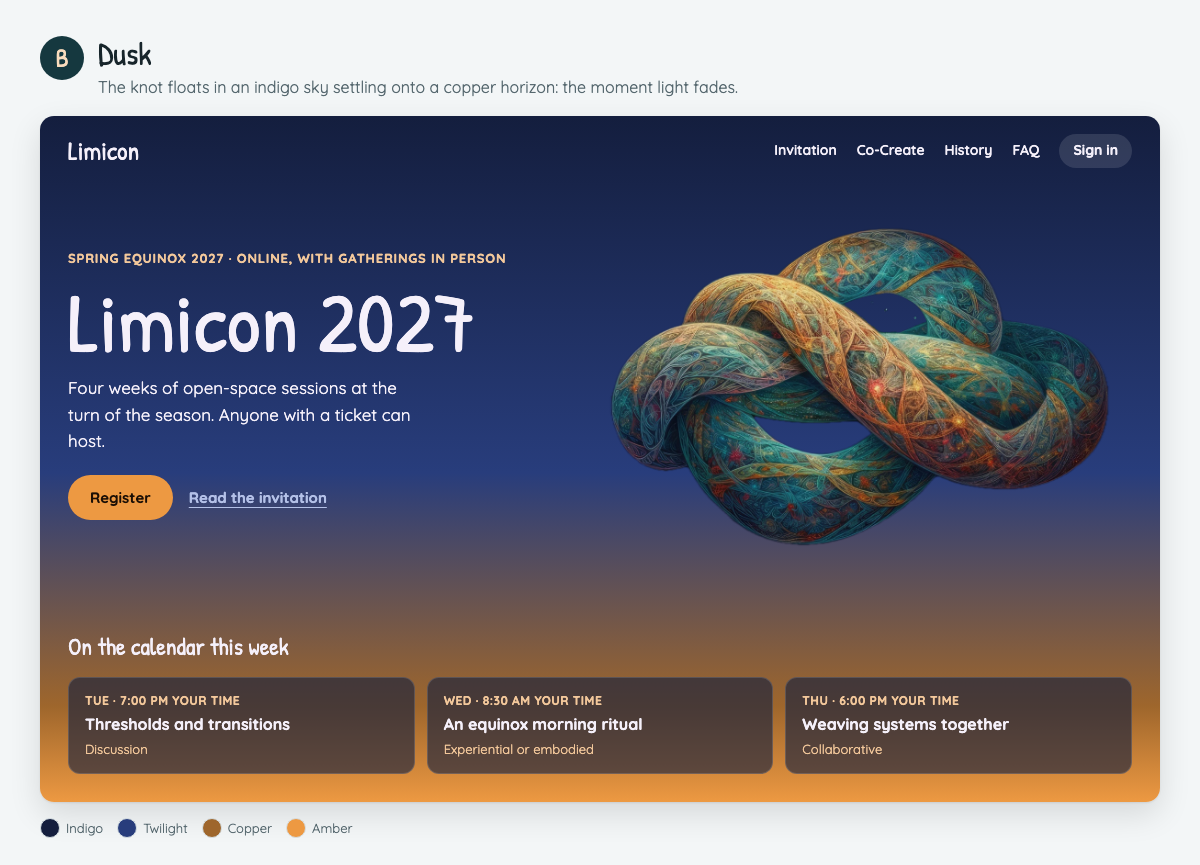 B
Dusk
The knot floats in an indigo sky settling onto a copper horizon: the moment light fades.
Limicon
Invitation Co-Create History FAQ Sign in
SPRING EQUINOX 2027 · ONLINE, WITH GATHERINGS IN PERSON
Limicon 2027
Four weeks of open-space sessions at the
turn of the season. Anyone with a ticket can
host.
Register Read the invitation
On the calendar this week
TUE · 7:00 PM YOUR TIME
Thresholds and transitions
Discussion
WED · 8:30 AM YOUR TIME
An equinox morning ritual
Experiential or embodied
THU · 6:00 PM YOUR TIME
Weaving systems together
Collaborative
Indigo Twilight Copper Amber